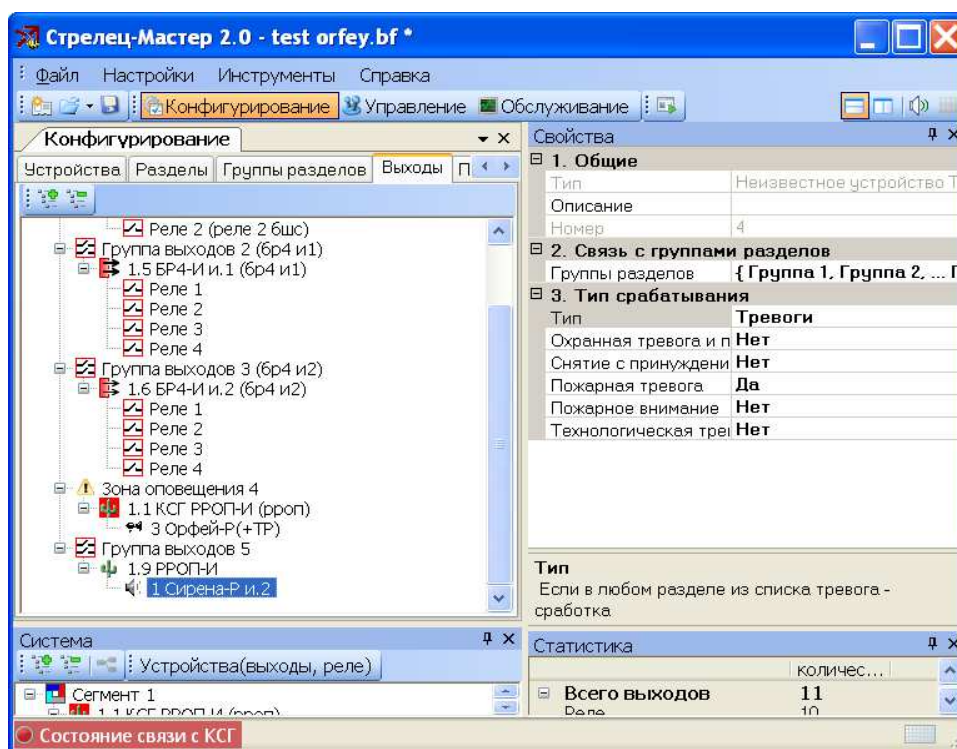 Стрелец-Мастер 2.0 - test orfey.bf *
Файл Настройки Инструменты Справка
Конфигурирование Управление Обслуживание
Конфигурирование
Устройства Разделы Группы разделов Выходы П
Реле 2 (реле 2 бшс)
Группа выходов 2 (бр4 и1)
1.5 БР4-И и.1 (бр4 и1)
Реле 1
Реле 2
Реле 3
Реле 4
Группа выходов 3 (бр4 и2)
1.6 БР4-И и.2 (бр4 и2)
Реле 1
Реле 2
Реле 3
Реле 4
Зона оповещения 4
1.1 КСГ РРОП-И (рроп)
3 Орфей-Р(+ТР)
Группа выходов 5
1.9 РРОП-И
1 Сирена-Р и.2
Свойства
1. Общие
Тип Неизвестное устройство Т
Описание
Номер 4
2. Связь с группами разделов
Группы разделов { Группа 1, Группа 2, ... Г
3. Тип срабатывания
Тип Тревоги
Охранная тревога и п Нет
Снятие с принуждени Нет
Пожарная тревога Да
Пожарное внимание Нет
Технологическая тре Нет
Тип
Если в любом разделе из списка тревога -
сработка
Система
Устройства(выходы, реле)
Сегмент 1
1.1 КСГ РРОП-И (рроп)
Статистика
количес...
Всего выходов 11
Реле 10
Состояние связи с КСГ